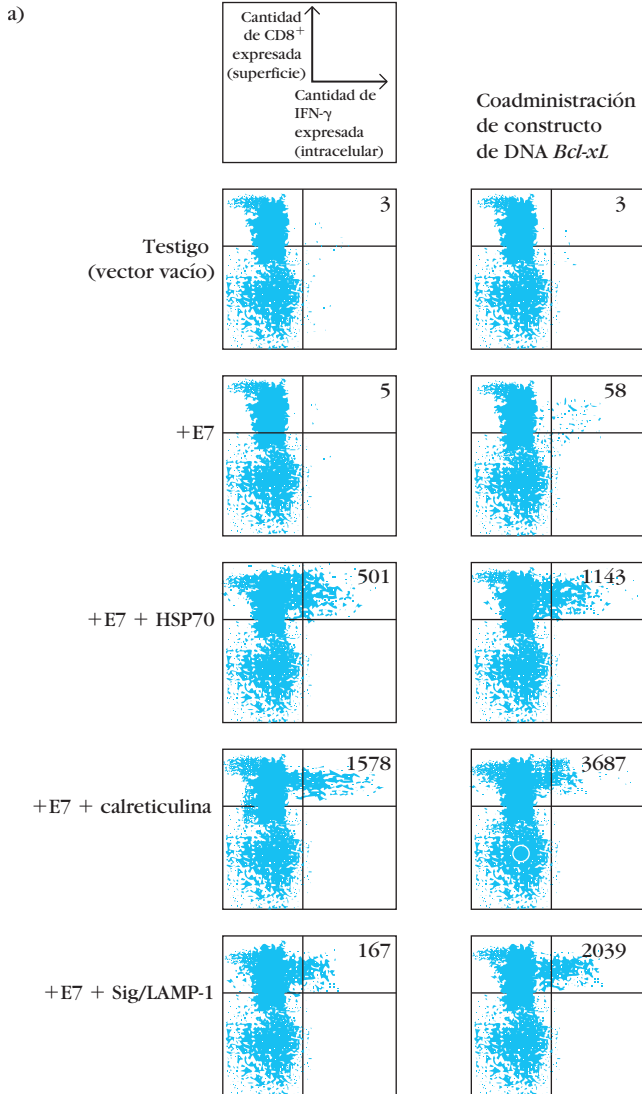 a)
Cantidad
de CD8+
expresada
(superficie)
Cantidad de
IFN-γ
expresada
(intracelular)
Coadministración
de constructo
de DNA Bcl-xL
Testigo
(vector vacío)
3
3
+E7
5
58
+E7 + HSP70
501
1143
+E7 + calreticulina
1578
3687
+E7 + Sig/LAMP-1
167
2039